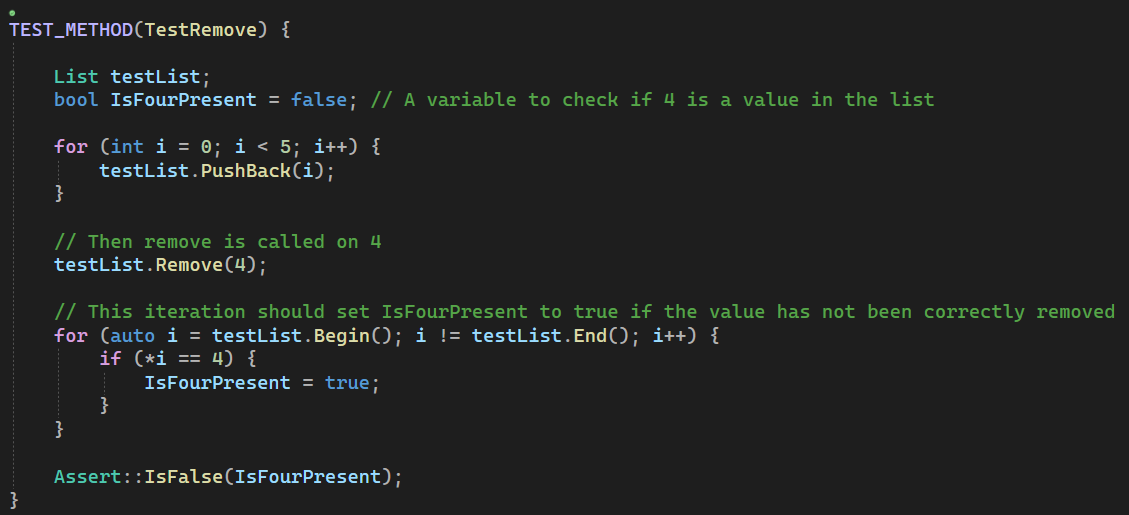 TEST_METHOD(TestRemove) {
List testList;
bool IsFourPresent = false; // A variable to check if 4 is a value in the list
for (int i = 0; i < 5; i++) {
testList.PushBack(i);
}
// Then remove is called on 4
testList.Remove(4);
// This iteration should set IsFourPresent to true if the value has not been correctly removed
for (auto i = testList.Begin(); i != testList.End(); i++) {
if (*i == 4) {
IsFourPresent = true;
}
}
Assert::IsFalse(IsFourPresent);
}